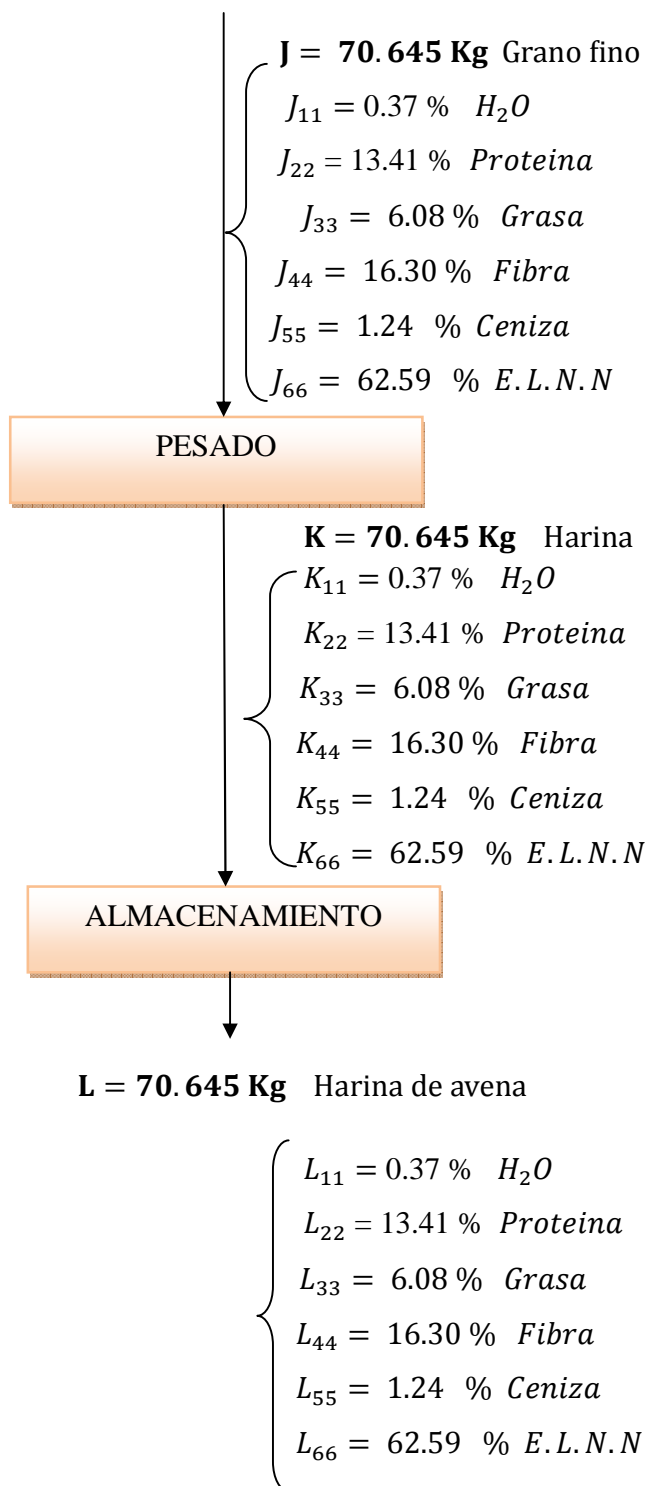 J = 70.645 Kg Grano fino
J₁₁ = 0.37 % H₂O
J₂₂ = 13.41 % Proteina
J₃₃ = 6.08 % Grasa
J₄₄ = 16.30 % Fibra
J₅₅ = 1.24 % Ceniza
J₆₆ = 62.59 % E.L.N.N
PESADO
K = 70.645 Kg Harina
K₁₁ = 0.37 % H₂O
K₂₂ = 13.41 % Proteina
K₃₃ = 6.08 % Grasa
K₄₄ = 16.30 % Fibra
K₅₅ = 1.24 % Ceniza
K₆₆ = 62.59 % E.L.N.N
ALMACENAMIENTO
L = 70.645 Kg Harina de avena
L₁₁ = 0.37 % H₂O
L₂₂ = 13.41 % Proteina
L₃₃ = 6.08 % Grasa
L₄₄ = 16.30 % Fibra
L₅₅ = 1.24 % Ceniza
L₆₆ = 62.59 % E.L.N.N